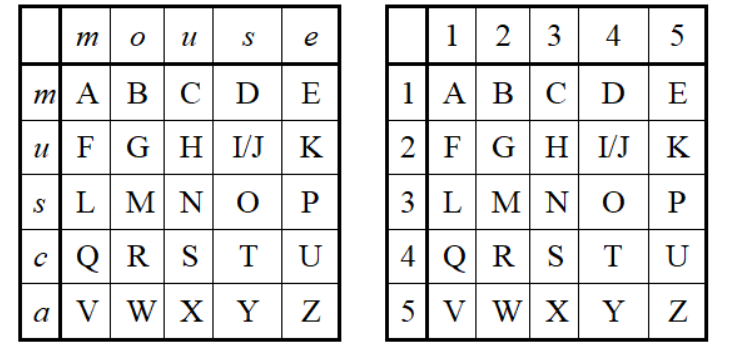 m o u s e
m A B C D E
u F G H I/J K
s L M N O P
c Q R S T U
a V W X Y Z
1 2 3 4 5
1 A B C D E
2 F G H I/J K
3 L M N O P
4 Q R S T U
5 V W X Y Z